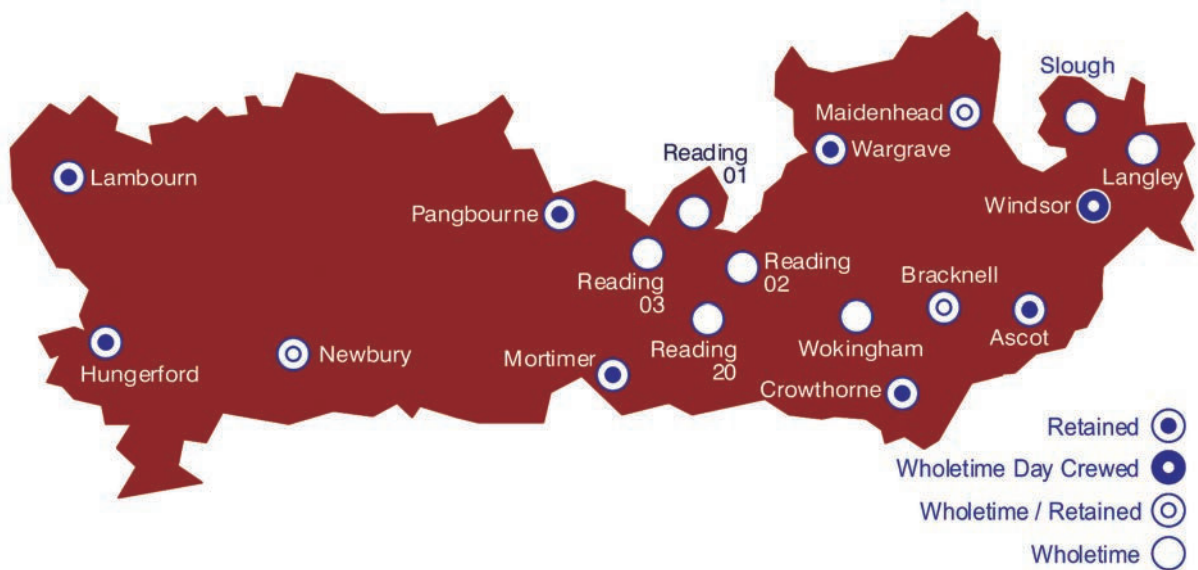 Slough
Maidenhead
Wargrave
Reading
01
Langley
Lambourn
Windsor
Pangbourne
Reading
02
Reading
03
Bracknell
Ascot
Wokingham
Reading
20
Newbury
Mortimer
Hungerford
Crowthorne
Retained
Wholetime Day Crewed
Wholetime / Retained
Wholetime